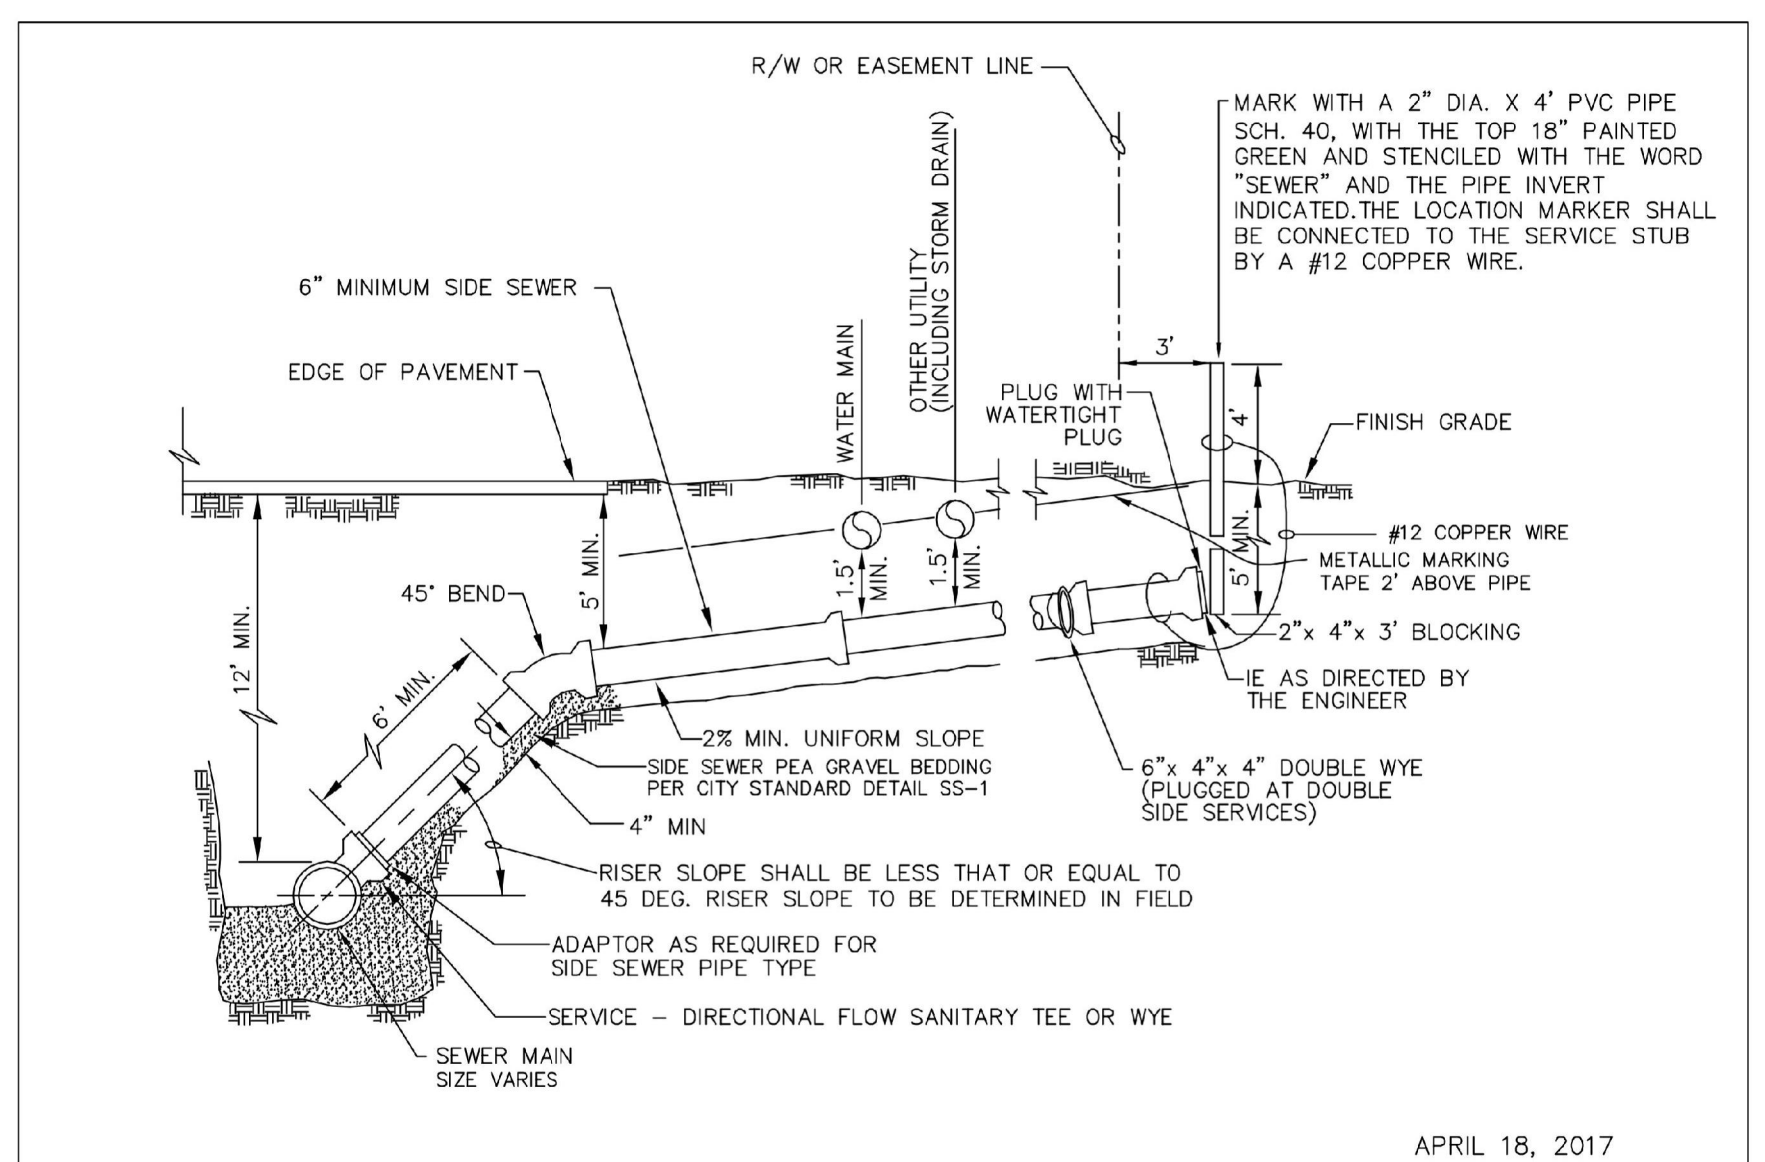 R/W OR EASEMENT LINE
MARK WITH A 2” DIA. X 4' PVC PIPE
SCH. 40, WITH THE TOP 18” PAINTED
GREEN AND STENCILED WITH THE WORD
”SEWER” AND THE PIPE INVERT
INDICATED.THE LOCATION MARKER SHALL
BE CONNECTED TO THE SERVICE STUB
BY A #12 COPPER WIRE.
OTHER UTILITY
(INCLUDING STORM DRAIN)
WATER MAIN
6” MINIMUM SIDE SEWER
EDGE OF PAVEMENT
3'
PLUG WITH
WATERTIGHT
PLUG
4'
FINISH GRADE
#12 COPPER WIRE
METALLIC MARKING
TAPE 2' ABOVE PIPE
5' MIN.
1.5'
MIN.
1.5'
MIN.
5' MIN.
45° BEND
12' MIN.
6' MIN.
2”x 4”x 3' BLOCKING
IE AS DIRECTED BY
THE ENGINEER
2% MIN. UNIFORM SLOPE
SIDE SEWER PEA GRAVEL BEDDING
PER CITY STANDARD DETAIL SS-1
6”x 4”x 4” DOUBLE WYE
(PLUGGED AT DOUBLE
SIDE SERVICES)
4” MIN
RISER SLOPE SHALL BE LESS THAT OR EQUAL TO
45 DEG. RISER SLOPE TO BE DETERMINED IN FIELD
ADAPTOR AS REQUIRED FOR
SIDE SEWER PIPE TYPE
SERVICE – DIRECTIONAL FLOW SANITARY TEE OR WYE
SEWER MAIN
SIZE VARIES
APRIL 18, 2017